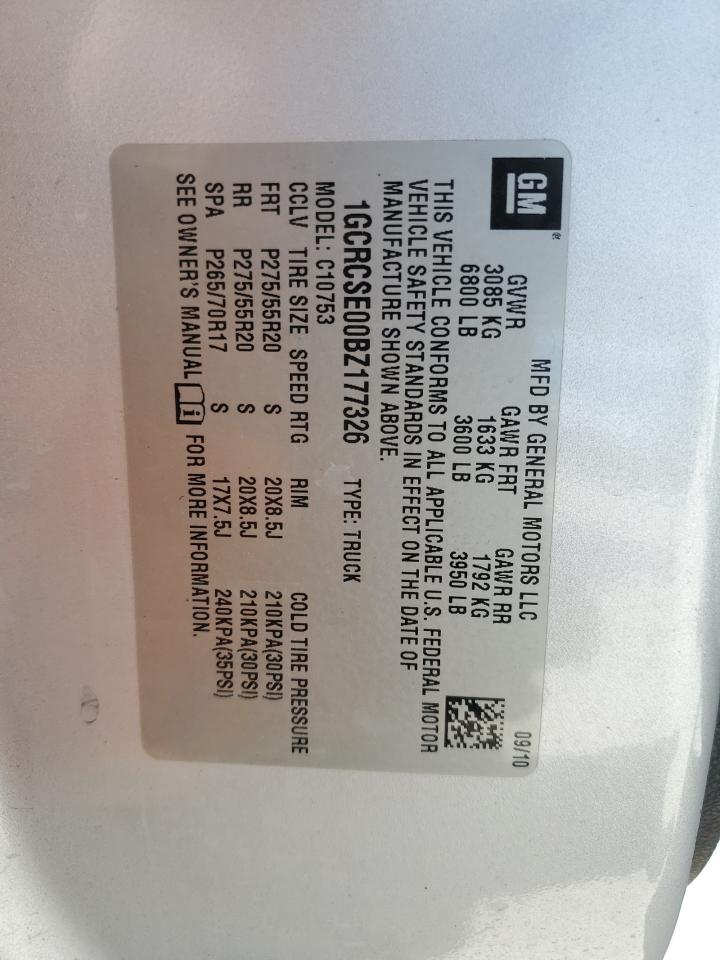 GM ®
MFD BY GENERAL MOTORS LLC 09/10
GVWR GAWR FRT GAWR RR
3085 KG 1633 KG 1792 KG
6800 LB 3600 LB 3950 LB
THIS VEHICLE CONFORMS TO ALL APPLICABLE U.S. FEDERAL MOTOR
VEHICLE SAFETY STANDARDS IN EFFECT ON THE DATE OF
MANUFACTURE SHOWN ABOVE.
1GCRCSE00BZ177326 TYPE: TRUCK
MODEL: C10753
CCLV TIRE SIZE SPEED RTG RIM COLD TIRE PRESSURE
FRT P275/55R20 S 20X8.5J 210KPA(30PSI)
RR P275/55R20 S 20X8.5J 210KPA(30PSI)
SPA P265/70R17 S 17X7.5J 240KPA(35PSI)
SEE OWNER'S MANUAL i FOR MORE INFORMATION.